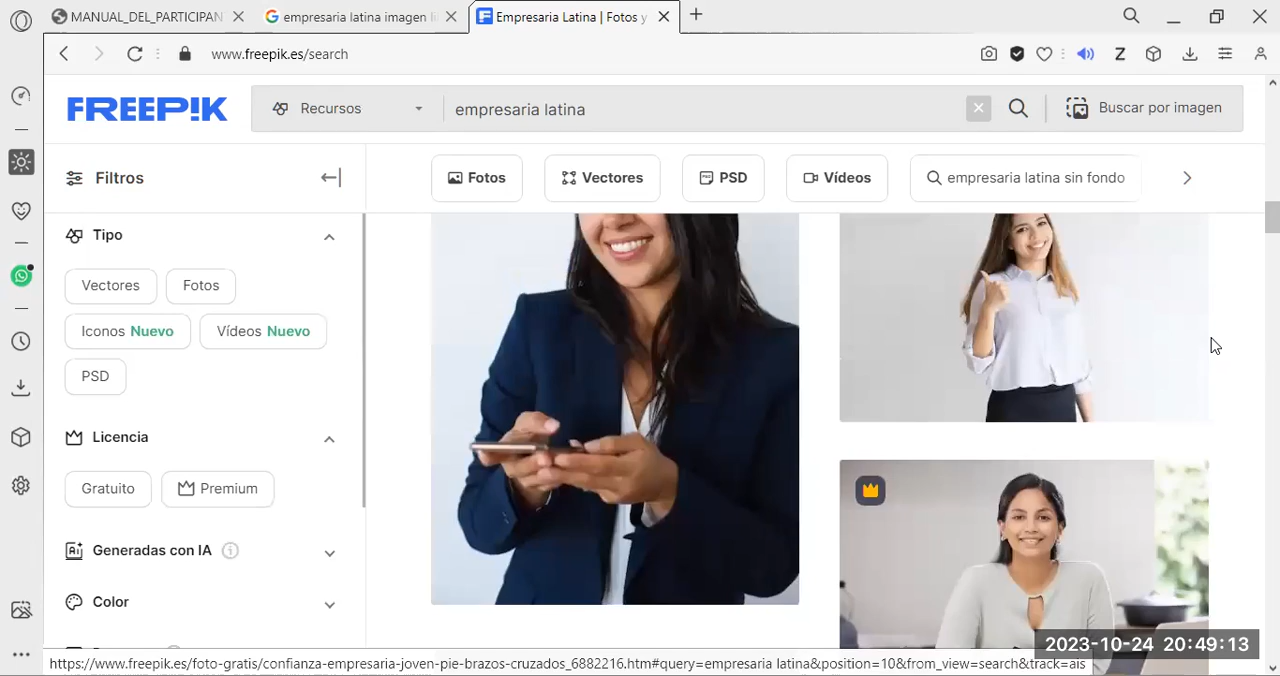 MANUAL_DEL_PARTICIPAN
empresaria latina imagen li
Empresaria Latina | Fotos y
www.freepik.es/search
Z
FREEPIK
Recursos
empresaria latina
Buscar por imagen
Filtros
Fotos
Vectores
PSD
Vídeos
empresaria latina sin fondo
Tipo
Vectores
Fotos
Iconos Nuevo
Vídeos Nuevo
PSD
Licencia
Gratuito
Premium
Generadas con IA
Color
2023-10-24 20:49:13
https://www.freepik.es/foto-gratis/confianza-empresaria-joven-pie-brazos-cruzados_6882216.htm#query=empresaria latina&position=10&from_view=search&track=ais